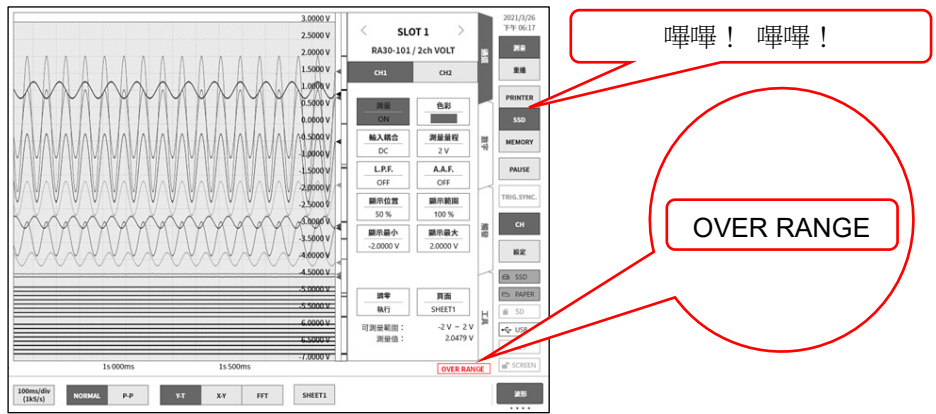 3.0000 V
2.5000 V
2.0000 V
1.5000 V
1.0000 V
0.5000 V
0.0000 V
-0.5000 V
-1.0000 V
-1.5000 V
-2.0000 V
-2.5000 V
-3.0000 V
-3.5000 V
-4.0000 V
-4.5000 V
-5.0000 V
-5.5000 V
-6.0000 V
-6.5000 V
-7.0000 V
1s 000ms
1s 500ms
SLOT 1
RA30-101 / 2ch VOLT
CH1
CH2
測量
ON
色彩
輸入耦合
DC
測量量程
2 V
L.P.F.
OFF
A.A.F.
OFF
顯示位置
50 %
顯示範圍
100 %
顯示最小
-2.0000 V
顯示最大
2.0000 V
調零
執行
頁面
SHEET1
可測量範圍：
-2 V ~ 2 V
測量值：
2.0479 V
OVER RANGE
通道
數字
觸發
工具
2021/3/26
下午 06:17
測量
重播
PRINTER
SSD
MEMORY
PAUSE
TRIG.SYNC.
CH
設定
SSD
PAPER
SD
USB
SCREEN
100ms/div
(1kS/s)
NORMAL
P-P
Y-T
X-Y
FFT
SHEET1
波形
嗶嗶！ 嗶嗶！
OVER RANGE